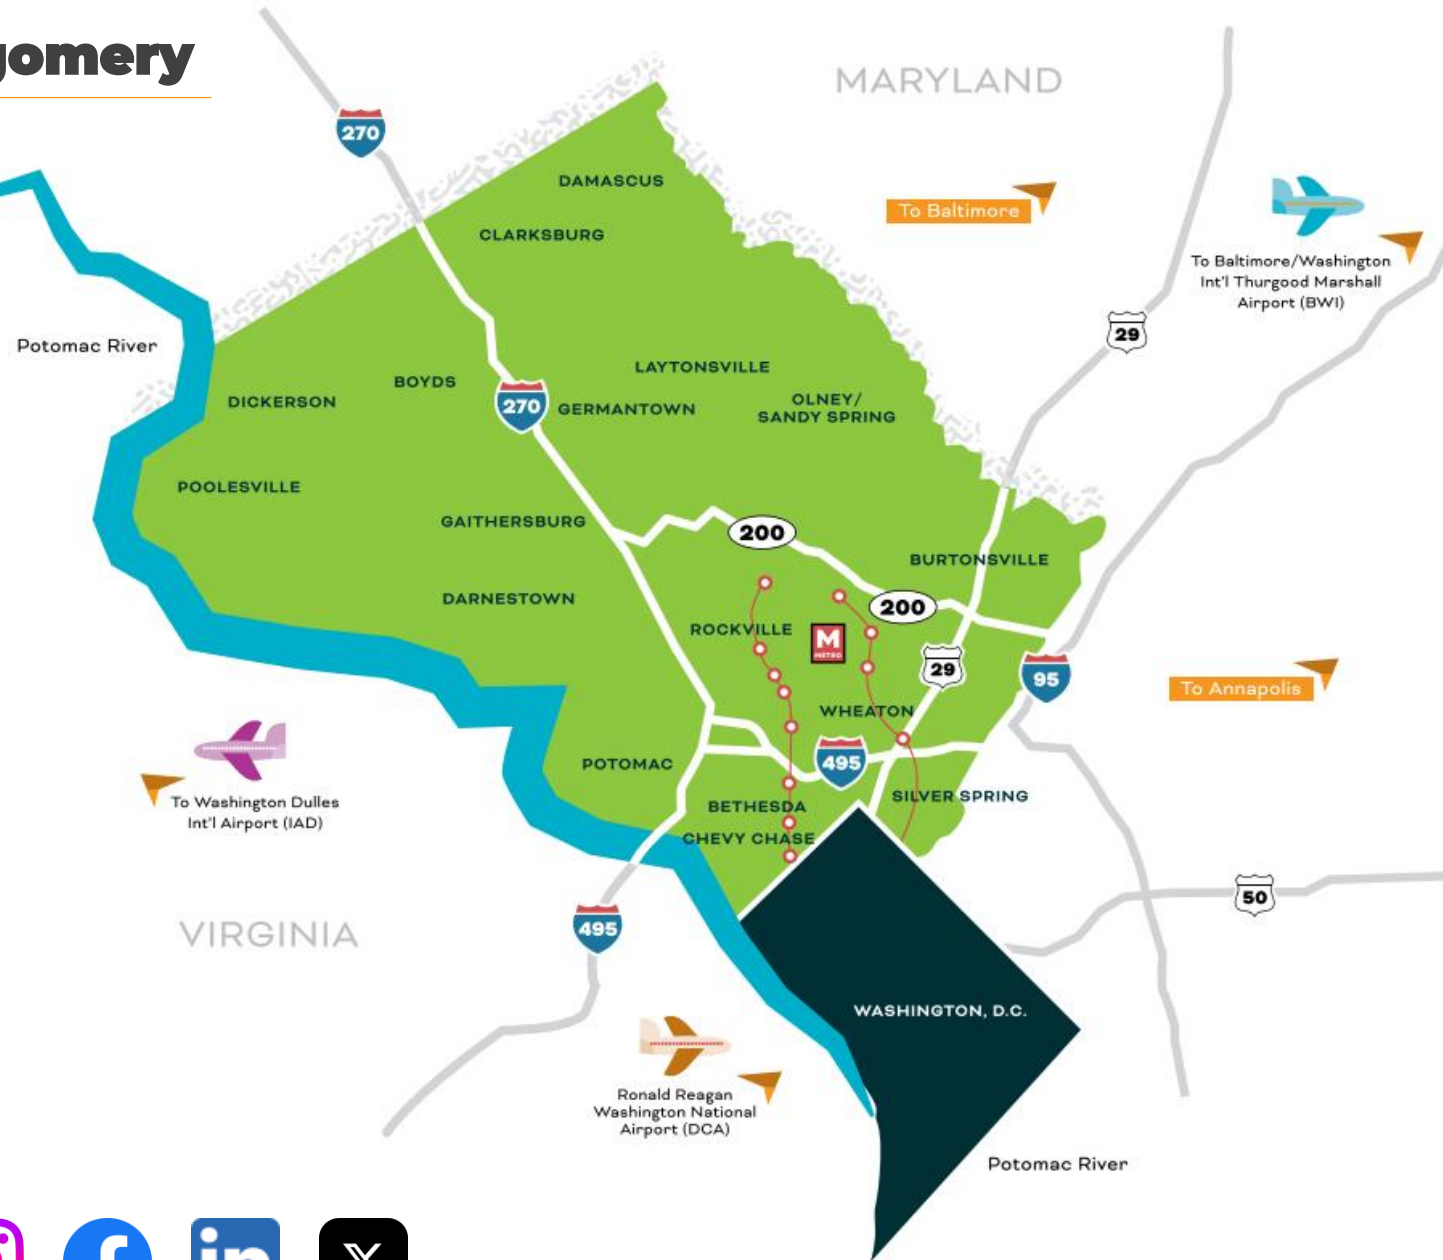 gomery
MARYLAND
270
DAMASCUS
To Baltimore
CLARKSBURG
To Baltimore/Washington
Int'l Thurgood Marshall
Airport (BWI)
29
Potomac River
LAYTONSVILLE
BOYDS
DICKERSON
270
GERMANTOWN
OLNEY/
SANDY SPRING
POOLESVILLE
GAITHERSBURG
200
BURTONSVILLE
DARNESTOWN
200
ROCKVILLE
M
METRO
29
95
To Annapolis
WHEATON
POTOMAC
495
To Washington Dulles
Int'l Airport (IAD)
BETHESDA
SILVER SPRING
CHEVY CHASE
50
495
VIRGINIA
WASHINGTON, D.C.
Ronald Reagan
Washington National
Airport (DCA)
Potomac River
f
in
X